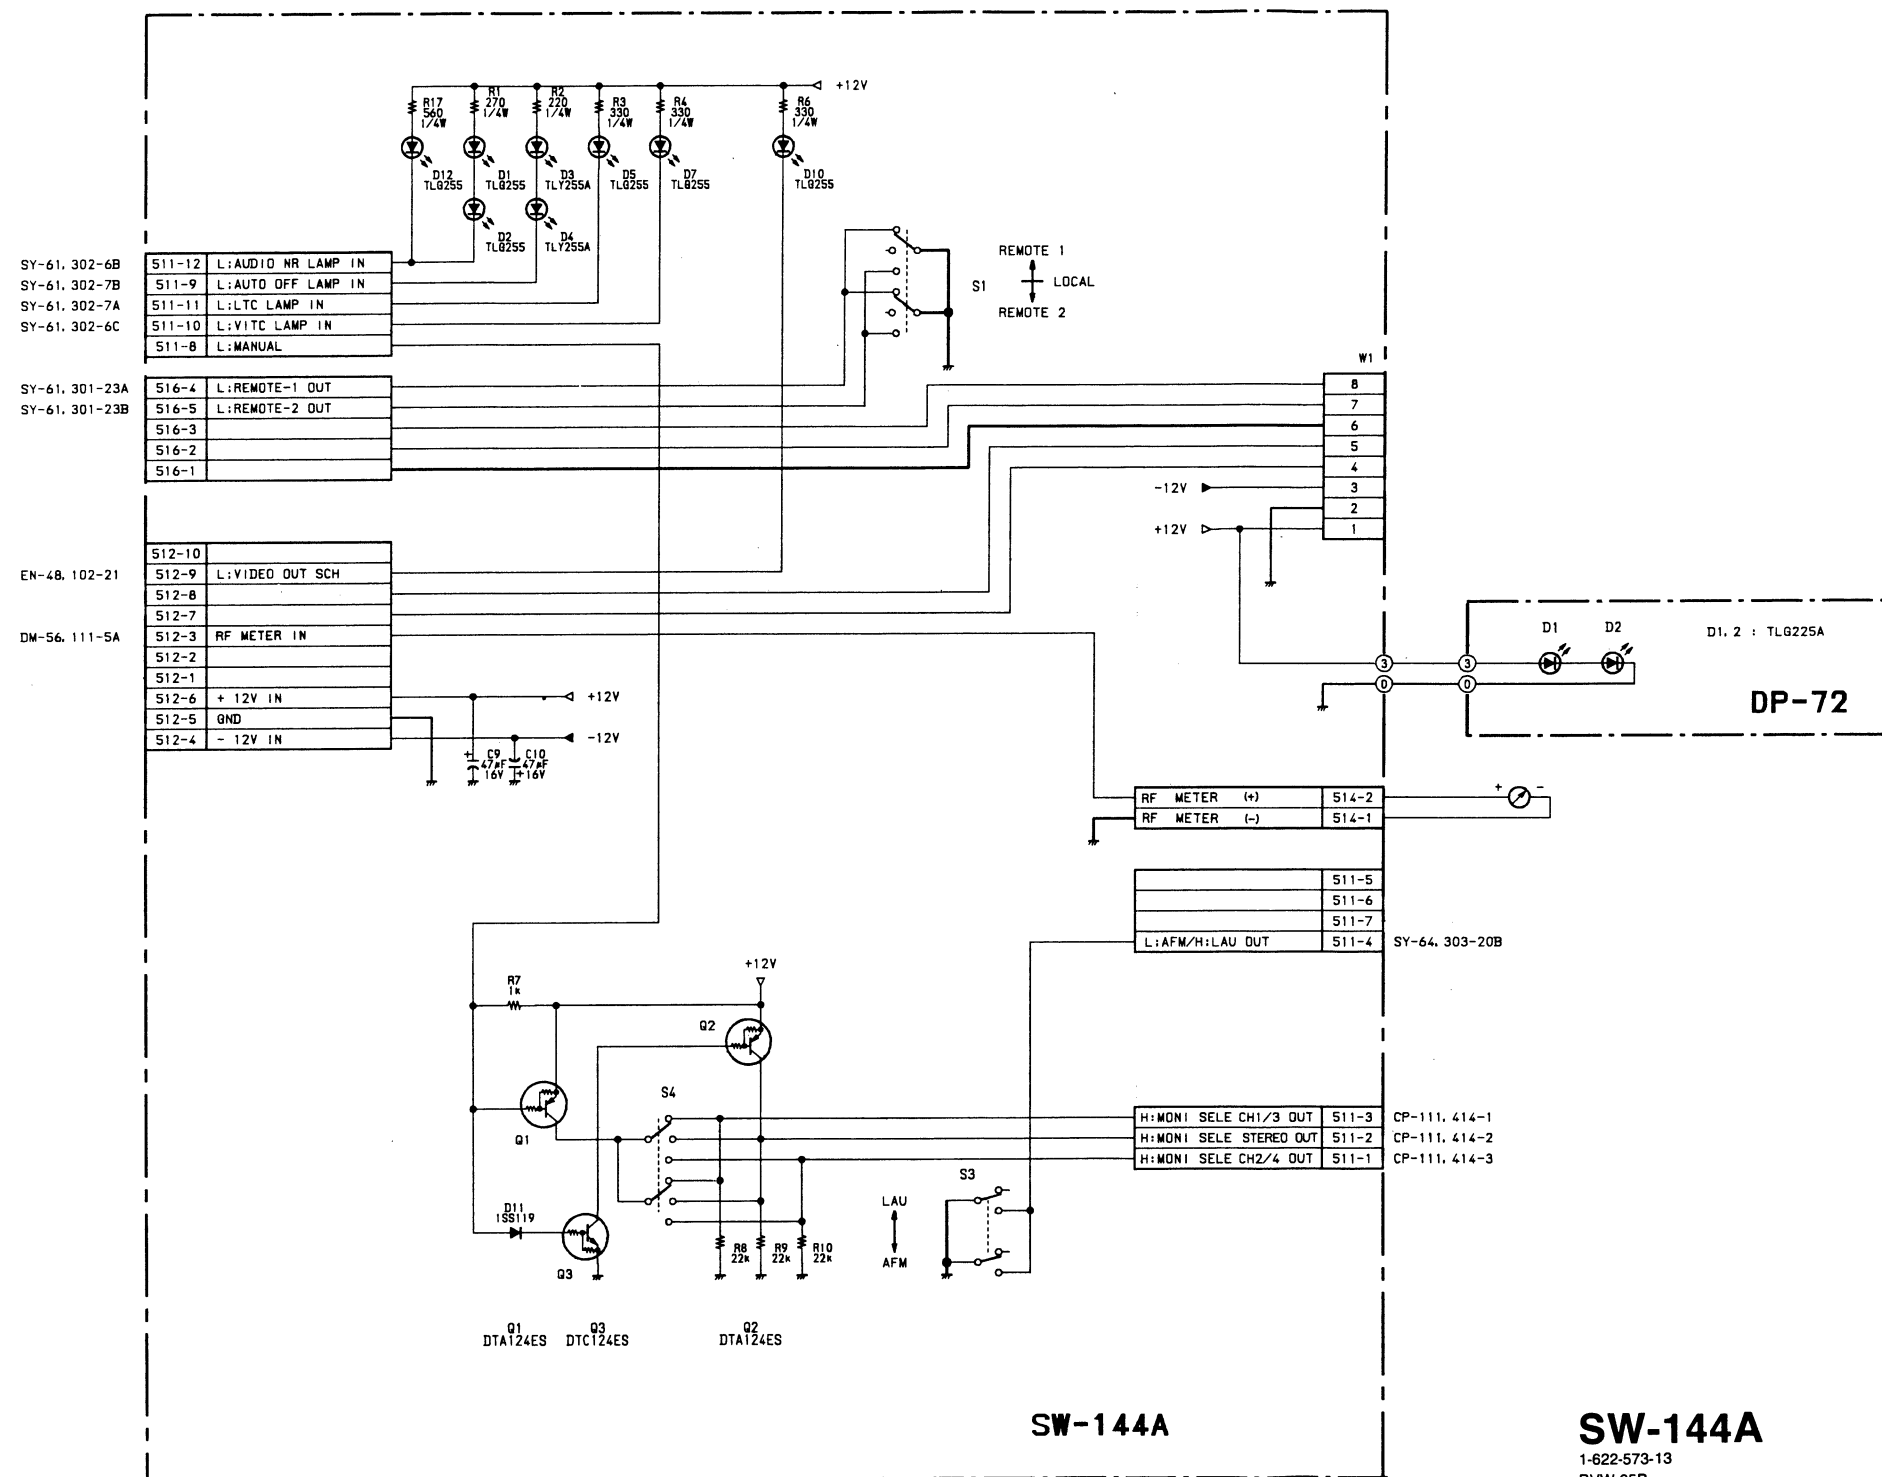 +12V
R17 560 1/4W
R1 270 1/4W
R2 220 1/4W
R3 330 1/4W
R4 330 1/4W
R6 330 1/4W
D12 TLG255
D1 TLG255
D3 TLY255A
D5 TLG255
D7 TLG255
D10 TLG255
D2 TLG255
D4 TLY255A
SY-61, 302-6B 511-12 L:AUDIO NR LAMP IN
SY-61, 302-7B 511-9 L:AUTO OFF LAMP IN
SY-61, 302-7A 511-11 L:LTC LAMP IN
SY-61, 302-6C 511-10 L:VITC LAMP IN
511-8 L:MANUAL
S1
REMOTE 1
LOCAL
REMOTE 2
SY-61, 301-23A 516-4 L:REMOTE-1 OUT
SY-61, 301-23B 516-5 L:REMOTE-2 OUT
516-3
516-2
516-1
W1
8
7
6
5
4
-12V 3
2
+12V 1
512-10
EN-48, 102-21 512-9 L:VIDEO OUT SCH
512-8
512-7
DM-56, 111-5A 512-3 RF METER IN
512-2
512-1
512-6 + 12V IN +12V
512-5 GND
512-4 - 12V IN -12V
C9 47µF 16V
C10 47µF 16V
+
+
D1 D2 D1, 2 : TLG225A
3 3
0 0
DP-72
RF METER (+) 514-2 + -
RF METER (-) 514-1
511-5
511-6
511-7
L:AFM/H:LAU OUT 511-4 SY-64, 303-20B
+12V
R7 1k
Q2
Q1
S4
H:MONI SELE CH1/3 OUT 511-3 CP-111, 414-1
H:MONI SELE STEREO OUT 511-2 CP-111, 414-2
H:MONI SELE CH2/4 OUT 511-1 CP-111, 414-3
S3
LAU
AFM
D11 1SS119
Q3
R8 22k
R9 22k
R10 22k
Q1 DTA124ES
Q3 DTC124ES
Q2 DTA124ES
SW-144A
SW-144A
1-622-573-13